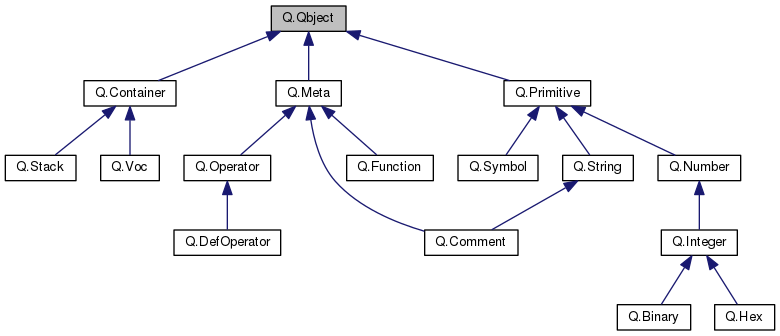 Q.Qbject
Q.Container
Q.Meta
Q.Primitive
Q.Stack
Q.Voc
Q.Operator
Q.Function
Q.Symbol
Q.String
Q.Number
Q.DefOperator
Q.Comment
Q.Integer
Q.Binary
Q.Hex